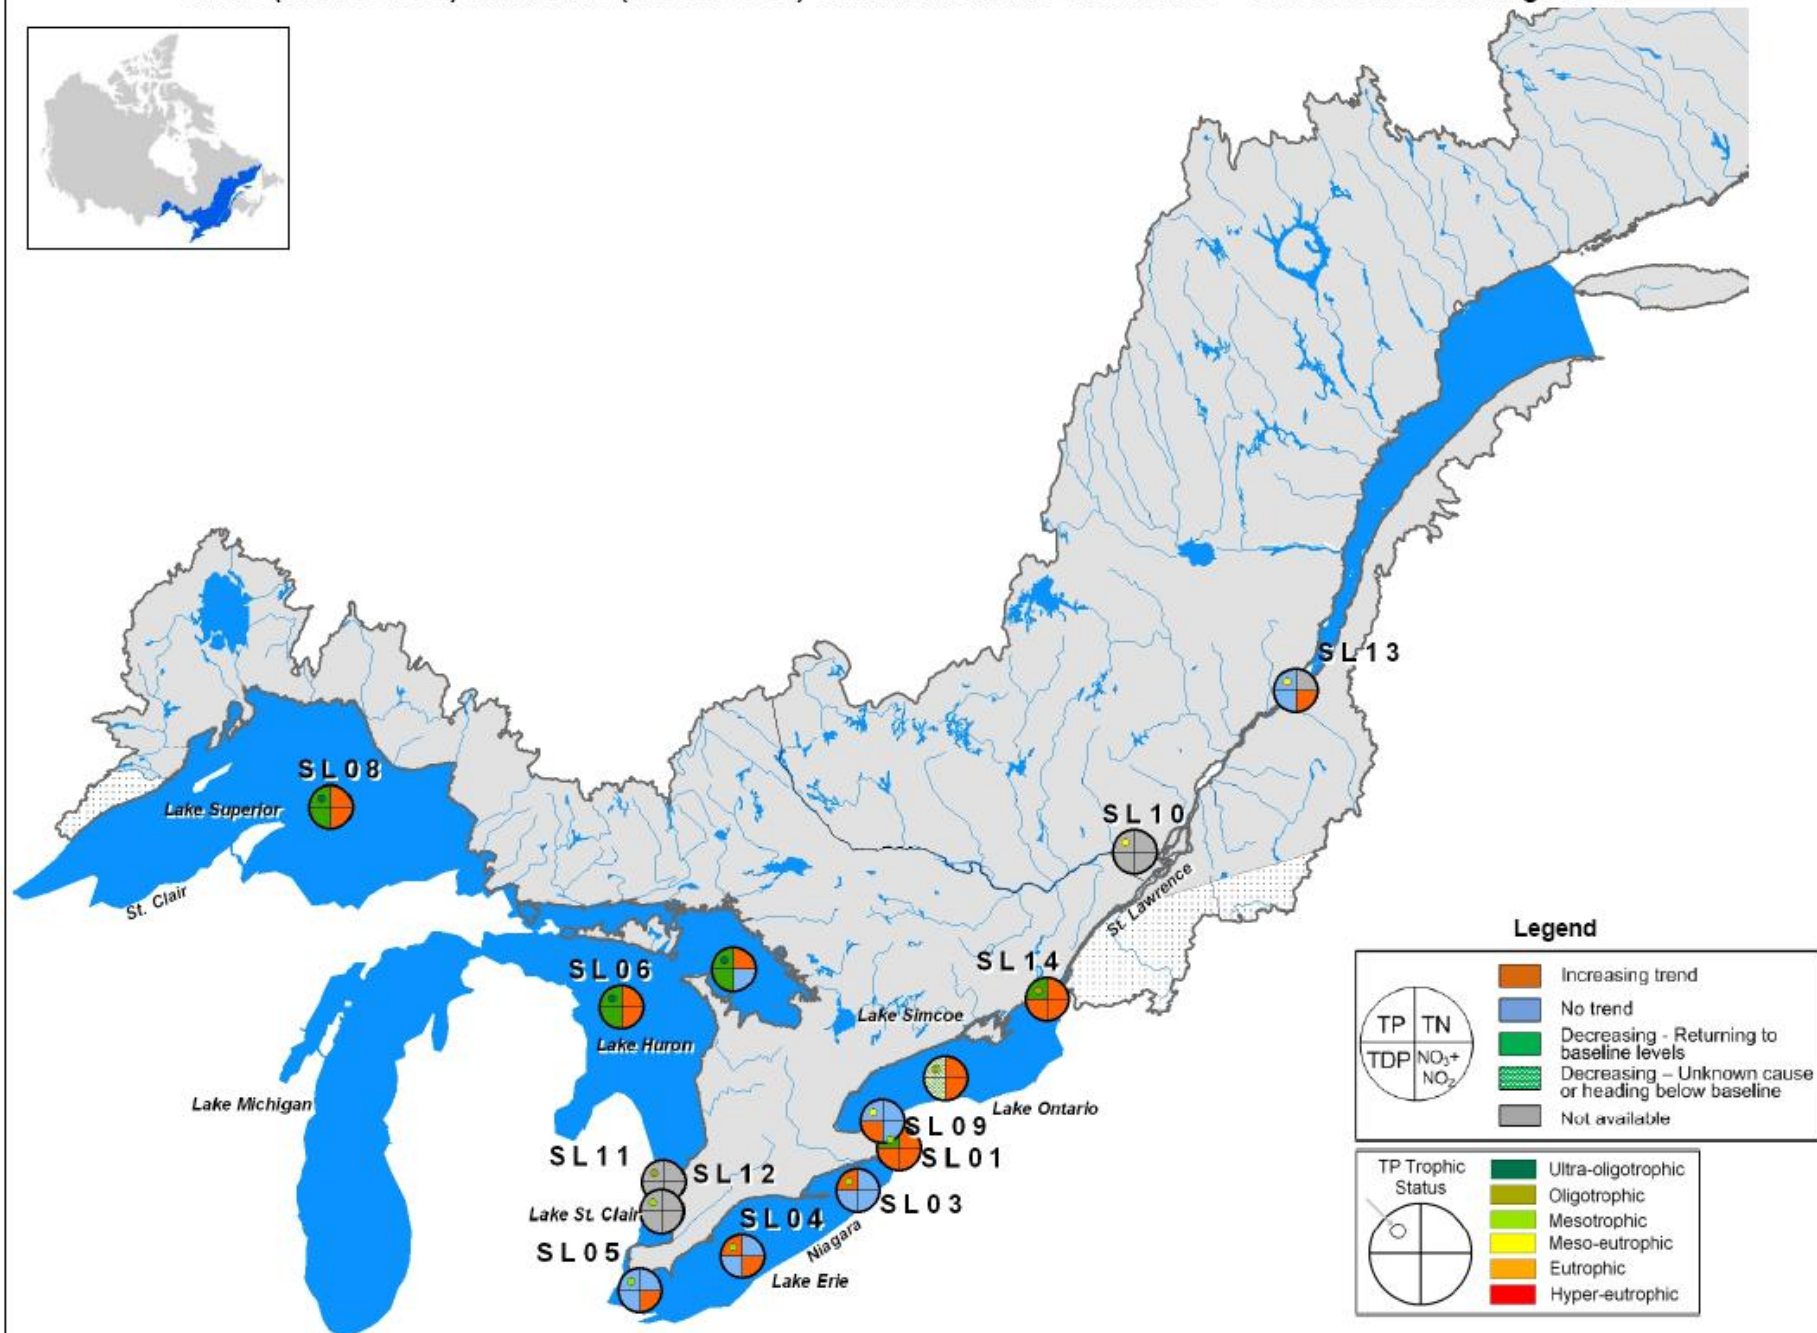 SL13
SL08
Lake Superior
SL10
St. Clair
St. Lawrence
SL14
SL06
Lake Simcoe
Lake Huron
Lake Michigan
Lake Ontario
SL09
SL01
SL11
SL12
SL03
Lake St. Clair
SL04
Niagara
SL05
Lake Erie
Legend
TP TN
TDP NO3+
NO2
Increasing trend
No trend
Decreasing - Returning to
baseline levels
Decreasing – Unknown cause
or heading below baseline
Not available
TP Trophic
Status
Ultra-oligotrophic
Oligotrophic
Mesotrophic
Meso-eutrophic
Eutrophic
Hyper-eutrophic